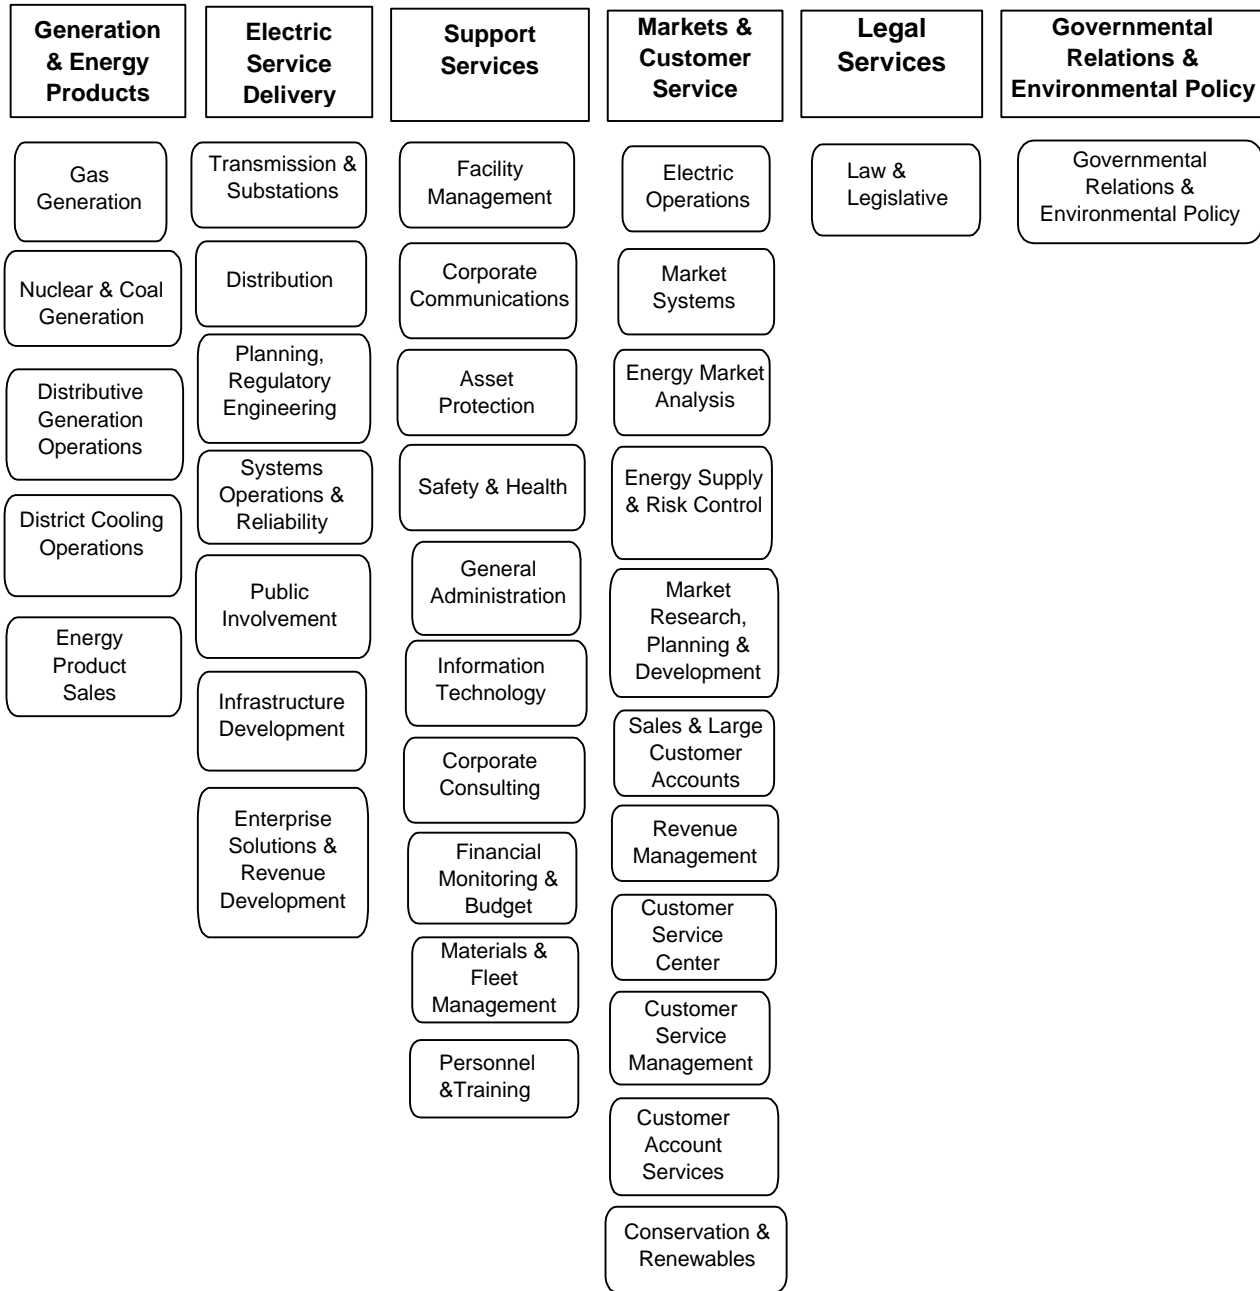 Generation
& Energy
Products
Gas
Generation
Nuclear & Coal
Generation
Distributive
Generation
Operations
District Cooling
Operations
Energy
Product
Sales
Electric
Service
Delivery
Transmission &
Substations
Distribution
Planning,
Regulatory
Engineering
Systems
Operations &
Reliability
Public
Involvement
Infrastructure
Development
Enterprise
Solutions &
Revenue
Development
Support
Services
Facility
Management
Corporate
Communications
Asset
Protection
Safety & Health
General
Administration
Information
Technology
Corporate
Consulting
Financial
Monitoring &
Budget
Materials &
Fleet
Management
Personnel
&Training
Markets &
Customer
Service
Electric
Operations
Market
Systems
Energy Market
Analysis
Energy Supply
& Risk Control
Market
Research,
Planning &
Development
Sales & Large
Customer
Accounts
Revenue
Management
Customer
Service
Center
Customer
Service
Management
Customer
Account
Services
Conservation &
Renewables
Legal
Services
Law &
Legislative
Governmental
Relations &
Environmental Policy
Governmental
Relations &
Environmental Policy